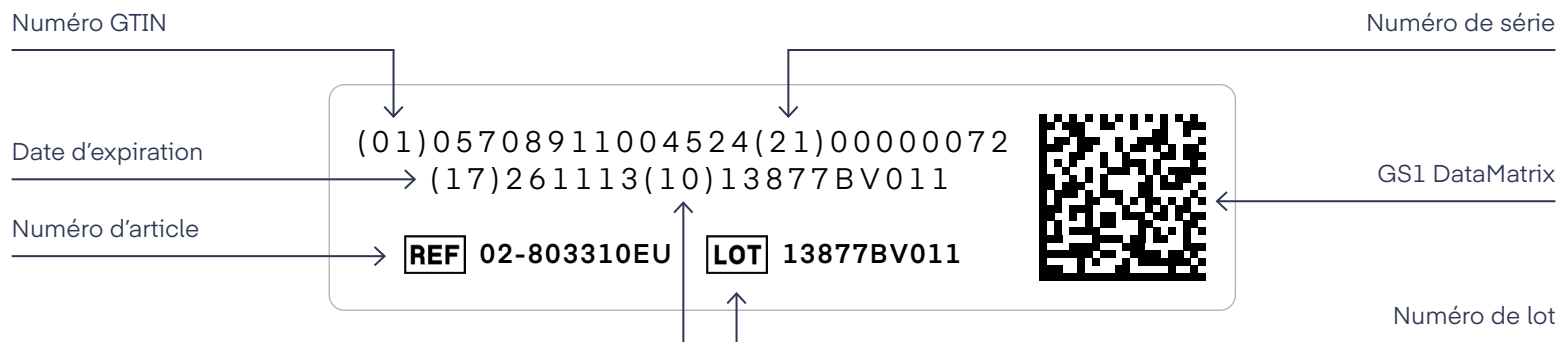 Numéro GTIN
Numéro de série
(01)05708911004524(21)00000072
Date d’expiration
(17)261113(10)13877BV011
GS1 DataMatrix
Numéro d’article
REF 02-803310EU LOT 13877BV011
Numéro de lot